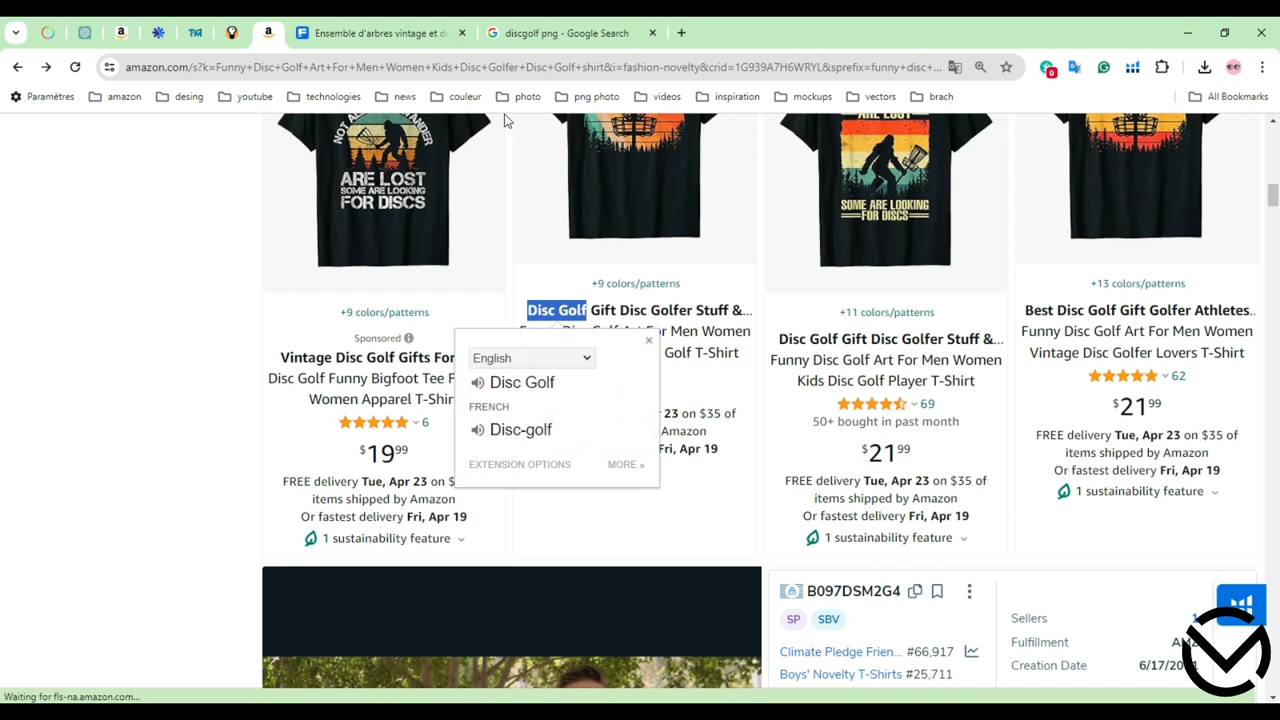 Ensemble d'arbres vintage et de
discgolf png - Google Search
amazon.com/s?k=Funny+Disc+Golf+Art+For+Men+Women+Kids+Disc+Golfer+Disc+Golf+shirt&i=fashion-novelty&crid=1G939A7H6WRYL&sprefix=funny+disc+...
Paramètres
amazon
desing
youtube
technologies
news
couleur
photo
png photo
videos
inspiration
mockups
vectors
brach
All Bookmarks
ARE LOST
SOME ARE LOOKING
FOR DISCS
ARE LOST
SOME ARE LOOKING
FOR DISCS
+9 colors/patterns
Sponsored
Vintage Disc Golf Gifts For
Disc Golf Funny Bigfoot Tee F
Women Apparel T-Shir
6
$19.99
FREE delivery Tue, Apr 23 on $
items shipped by Amazon
Or fastest delivery Fri, Apr 19
1 sustainability feature
+9 colors/patterns
Disc Golf Gift Disc Golfer Stuff &...
Funny Disc Golf Art For Men Women
Golf T-Shirt
23 on $35 of
Amazon
Fri, Apr 19
English
Disc Golf
FRENCH
Disc-golf
EXTENSION OPTIONS
MORE »
+11 colors/patterns
Disc Golf Gift Disc Golfer Stuff &...
Funny Disc Golf Art For Men Women
Kids Disc Golf Player T-Shirt
69
50+ bought in past month
$21.99
FREE delivery Tue, Apr 23 on $35 of
items shipped by Amazon
Or fastest delivery Fri, Apr 19
1 sustainability feature
+13 colors/patterns
Best Disc Golf Gift Golfer Athletes...
Funny Disc Golf Art For Men Women
Vintage Disc Golfer Lovers T-Shirt
62
$21.99
FREE delivery Tue, Apr 23 on $35 of
items shipped by Amazon
Or fastest delivery Fri, Apr 19
1 sustainability feature
B097DSM2G4
SP
SBV
Climate Pledge Frien... #66,917
Boys' Novelty T-Shirts #25,711
Sellers
Fulfillment
Creation Date
Waiting for fls-na.amazon.com...